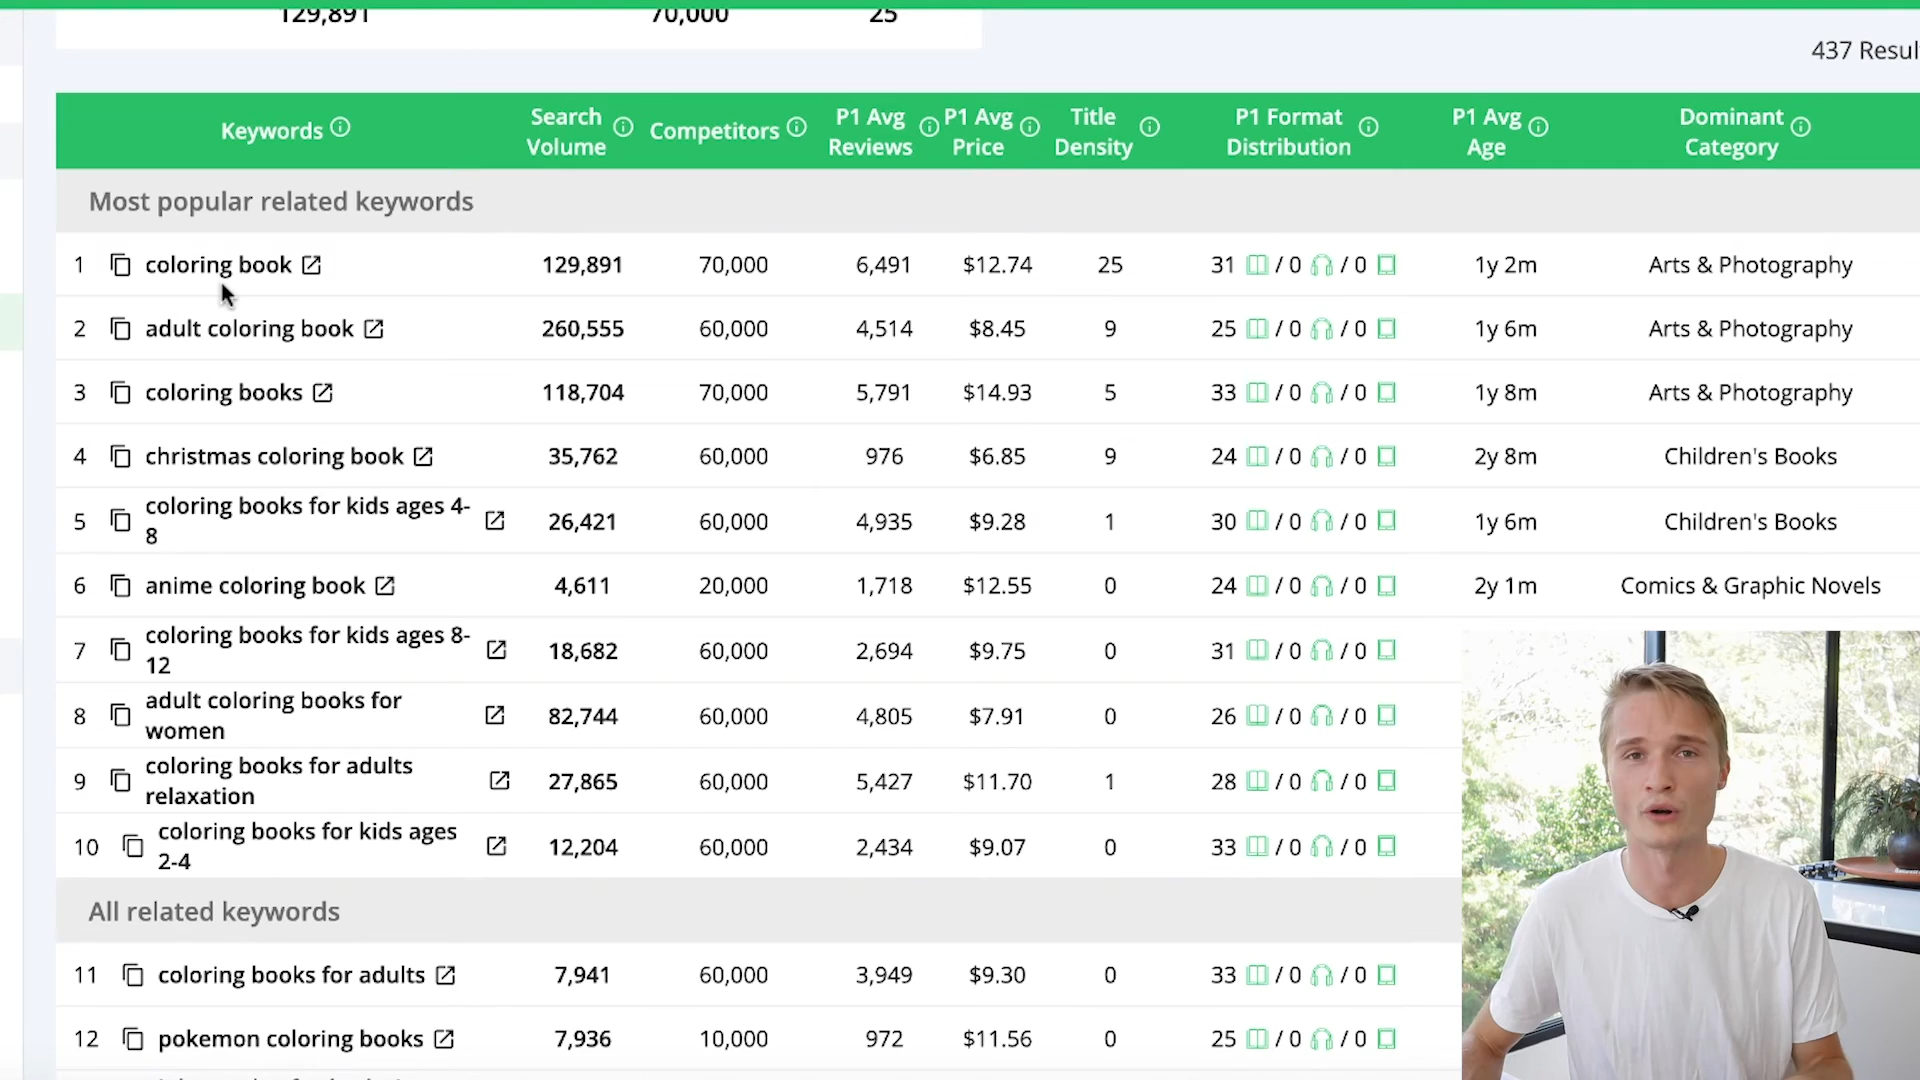 129,891 70,000 25
437 Resul
Keywords Search Volume Competitors P1 Avg Reviews P1 Avg Price Title Density P1 Format Distribution P1 Avg Age Dominant Category
Most popular related keywords
1 coloring book 129,891 70,000 6,491 $12.74 25 31 / 0 / 0 1y 2m Arts & Photography
2 adult coloring book 260,555 60,000 4,514 $8.45 9 25 / 0 / 0 1y 6m Arts & Photography
3 coloring books 118,704 70,000 5,791 $14.93 5 33 / 0 / 0 1y 8m Arts & Photography
4 christmas coloring book 35,762 60,000 976 $6.85 9 24 / 0 / 0 2y 8m Children's Books
5 coloring books for kids ages 4-8 26,421 60,000 4,935 $9.28 1 30 / 0 / 0 1y 6m Children's Books
6 anime coloring book 4,611 20,000 1,718 $12.55 0 24 / 0 / 0 2y 1m Comics & Graphic Novels
7 coloring books for kids ages 8-12 18,682 60,000 2,694 $9.75 0 31 / 0 / 0
8 adult coloring books for women 82,744 60,000 4,805 $7.91 0 26 / 0 / 0
9 coloring books for adults relaxation 27,865 60,000 5,427 $11.70 1 28 / 0 / 0
10 coloring books for kids ages 2-4 12,204 60,000 2,434 $9.07 0 33 / 0 / 0
All related keywords
11 coloring books for adults 7,941 60,000 3,949 $9.30 0 33 / 0 / 0
12 pokemon coloring books 7,936 10,000 972 $11.56 0 25 / 0 / 0